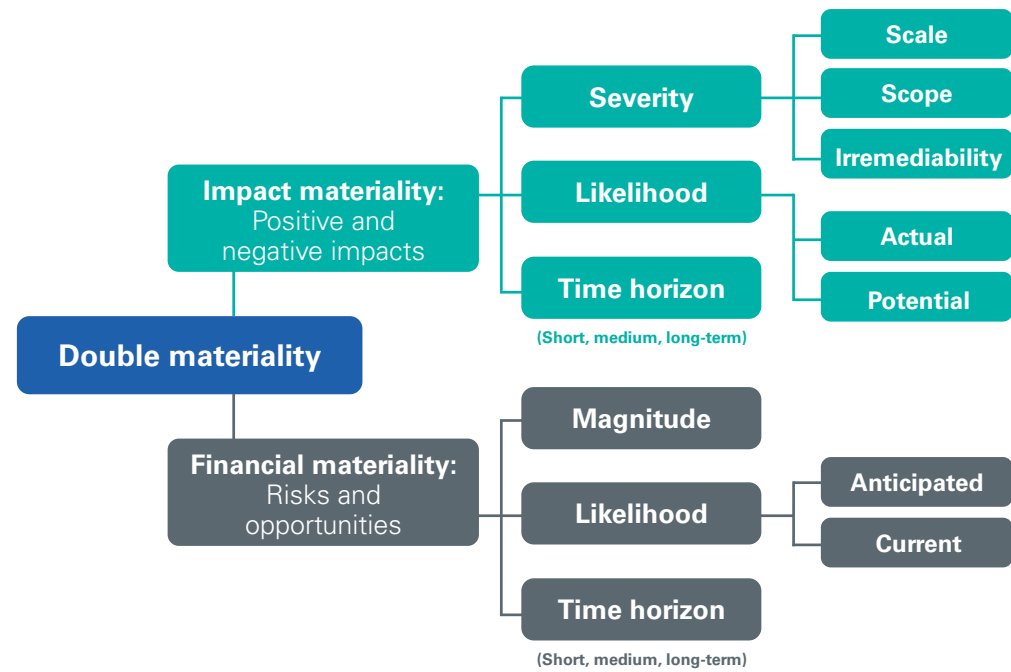 Double materiality
Impact materiality:
Positive and
negative impacts
Severity
Scale
Scope
Irremediability
Likelihood
Actual
Potential
Time horizon
(Short, medium, long-term)
Financial materiality:
Risks and
opportunities
Magnitude
Likelihood
Anticipated
Current
Time horizon
(Short, medium, long-term)